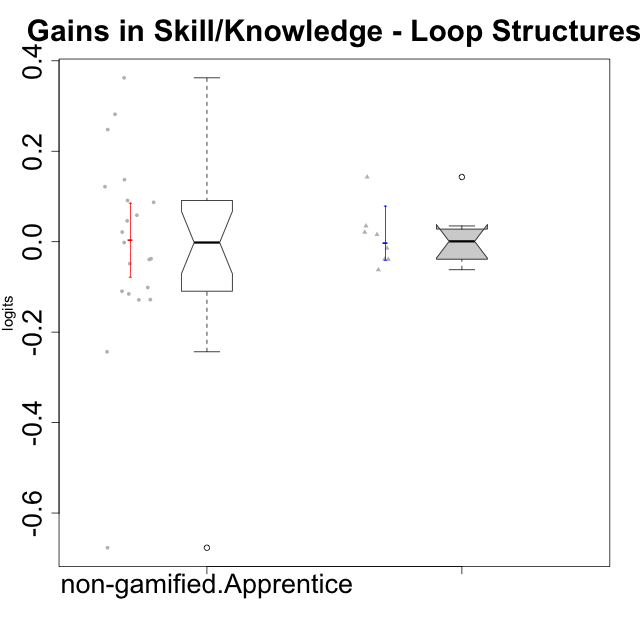 Gains in Skill/Knowledge - Loop Structures
logits
0.4
0.2
0.0
-0.2
-0.4
-0.6
non-gamified.Apprentice